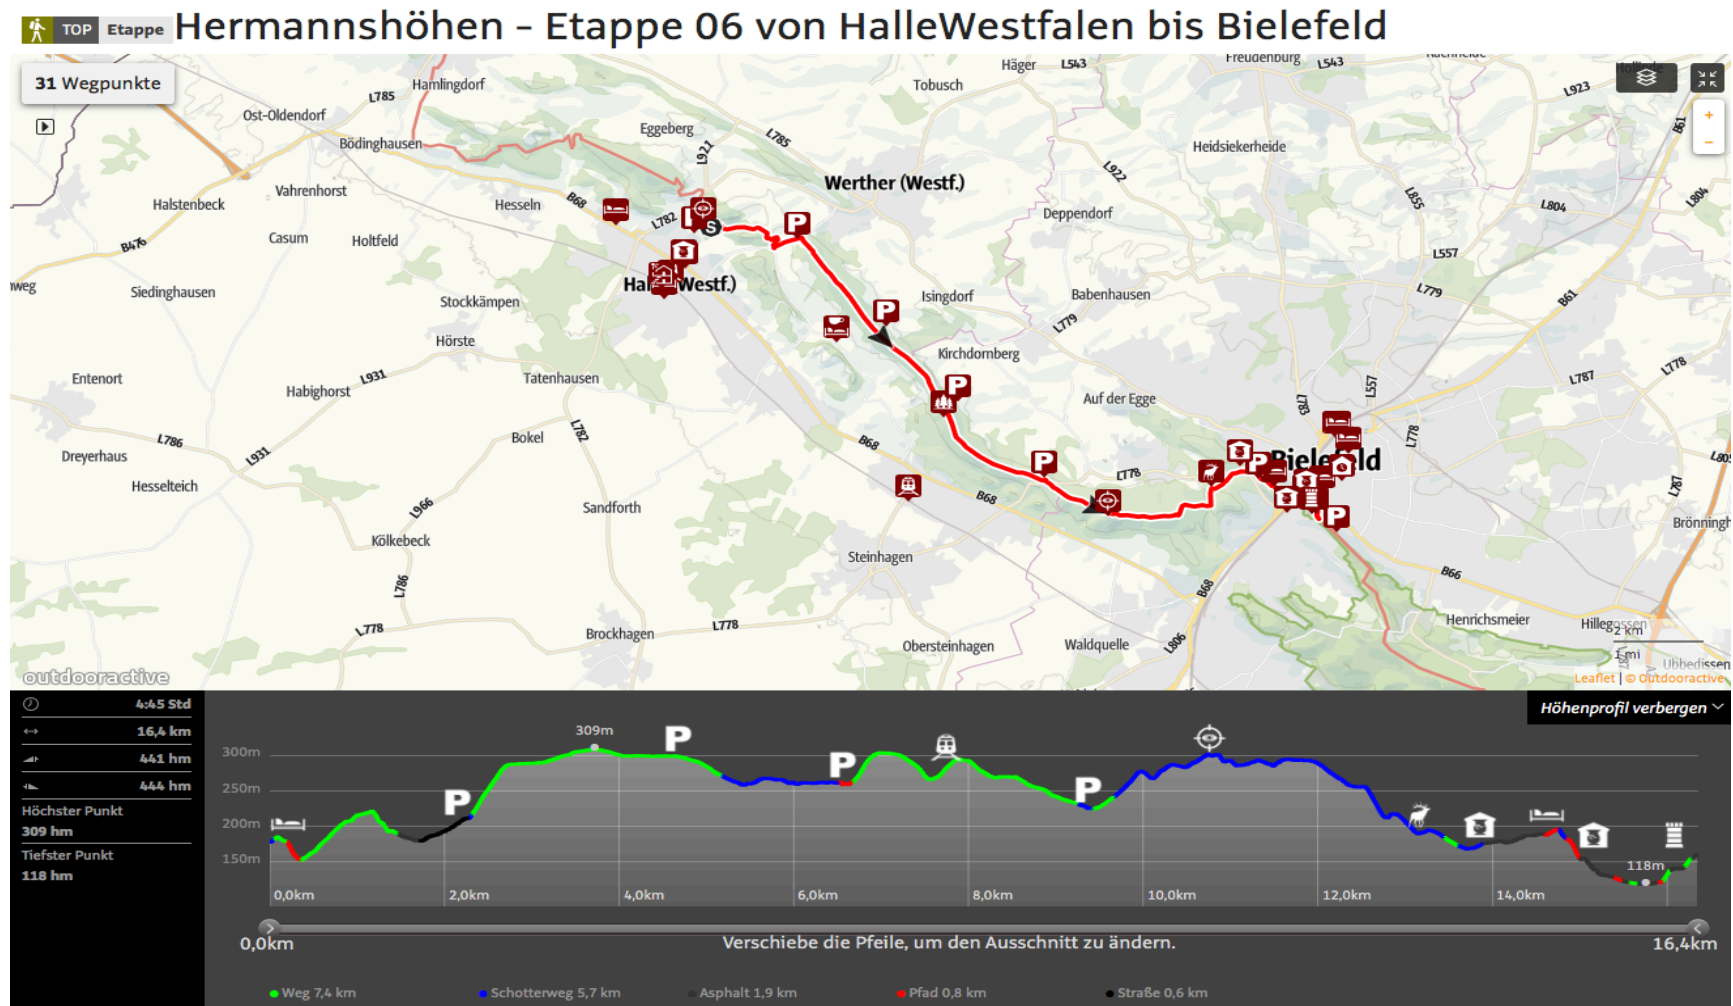 TOP Etappe Hermannshöhen - Etappe 06 von HalleWestfalen bis Bielefeld
31 Wegpunkte
Häger
L543
Freudenburg
L543
Hamlingdorf
L785
Tobusch
L923
Ost-Oldendorf
B61
Bödinghausen
Eggeberg
L921
L785
Heidsiekerheide
L922
Vahrenhorst
Werther (Westf.)
L855
L804
L804
Halstenbeck
Hesseln
B68
L782
Deppendorf
B476
Casum
Holtfeld
L557
Siedinghausen
Stockkämpen
Isingdorf
Babenhausen
L779
B61
L779
Hörste
Kirchdornberg
Entenort
Habighorst
L931
Tatenhausen
Auf der Egge
L783
L557
L787
L778
Dreyerhaus
L786
L931
Bokel
L782
B68
L778
Bielefeld
L778
Hesselteich
L966
Sandforth
B68
L787
Kölkebeck
Steinhagen
B66
L786
B68
L778
Brockhagen
L778
Obersteinhagen
Waldquelle
L806
Henrichsmeier
2 km
1 mi
Ubbedissen
outdooractive
Leaflet | © Outdooractive
4:45 Std
16,4 km
441 hm
444 hm
Höchster Punkt
309 hm
Tiefster Punkt
118 hm
Höhenprofil verbergen
309m
300m
250m
200m
150m
118m
0,0km
2,0km
4,0km
6,0km
8,0km
10,0km
12,0km
14,0km
0,0km
Verschiebe die Pfeile, um den Ausschnitt zu ändern.
16,4km
Weg 7,4 km
Schotterweg 5,7 km
Asphalt 1,9 km
Pfad 0,8 km
Straße 0,6 km